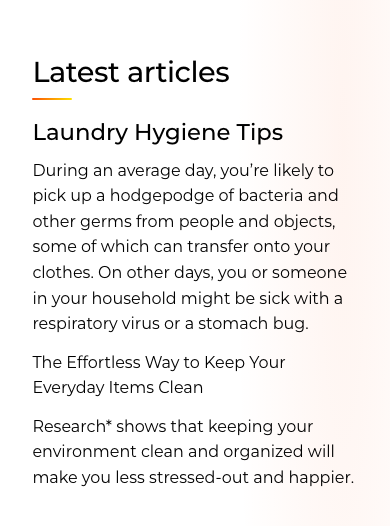 Latest articles
Laundry Hygiene Tips
During an average day, you’re likely to
pick up a hodgepodge of bacteria and
other germs from people and objects,
some of which can transfer onto your
clothes. On other days, you or someone
in your household might be sick with a
respiratory virus or a stomach bug.
The Effortless Way to Keep Your
Everyday Items Clean
Research* shows that keeping your
environment clean and organized will
make you less stressed-out and happier.